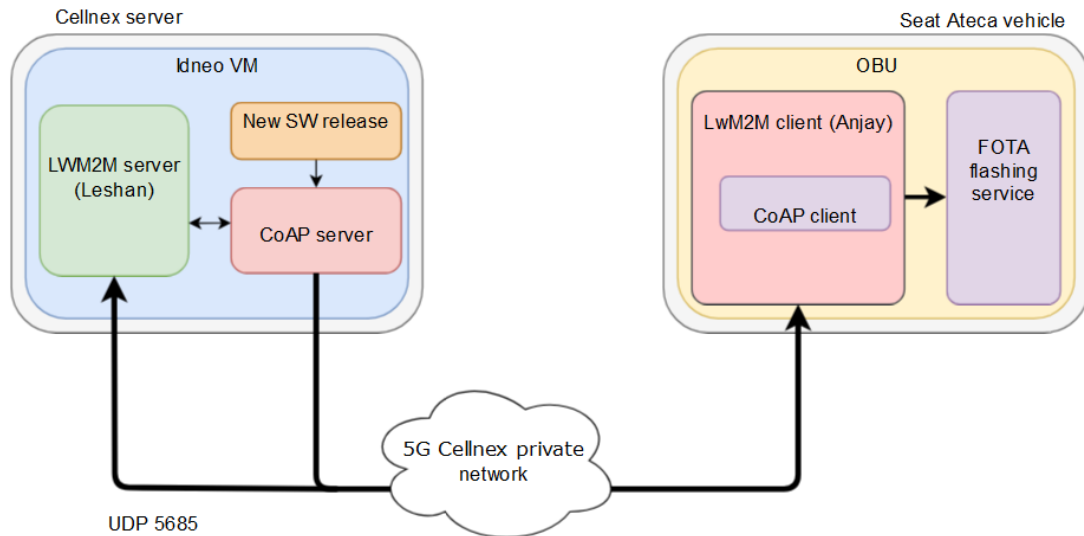 Cellnex server
Idneo VM
LWM2M server
(Leshan)
New SW release
CoAP server
UDP 5685
5G Cellnex private
network
Seat Ateca vehicle
OBU
LwM2M client (Anjay)
CoAP client
FOTA
flashing
service